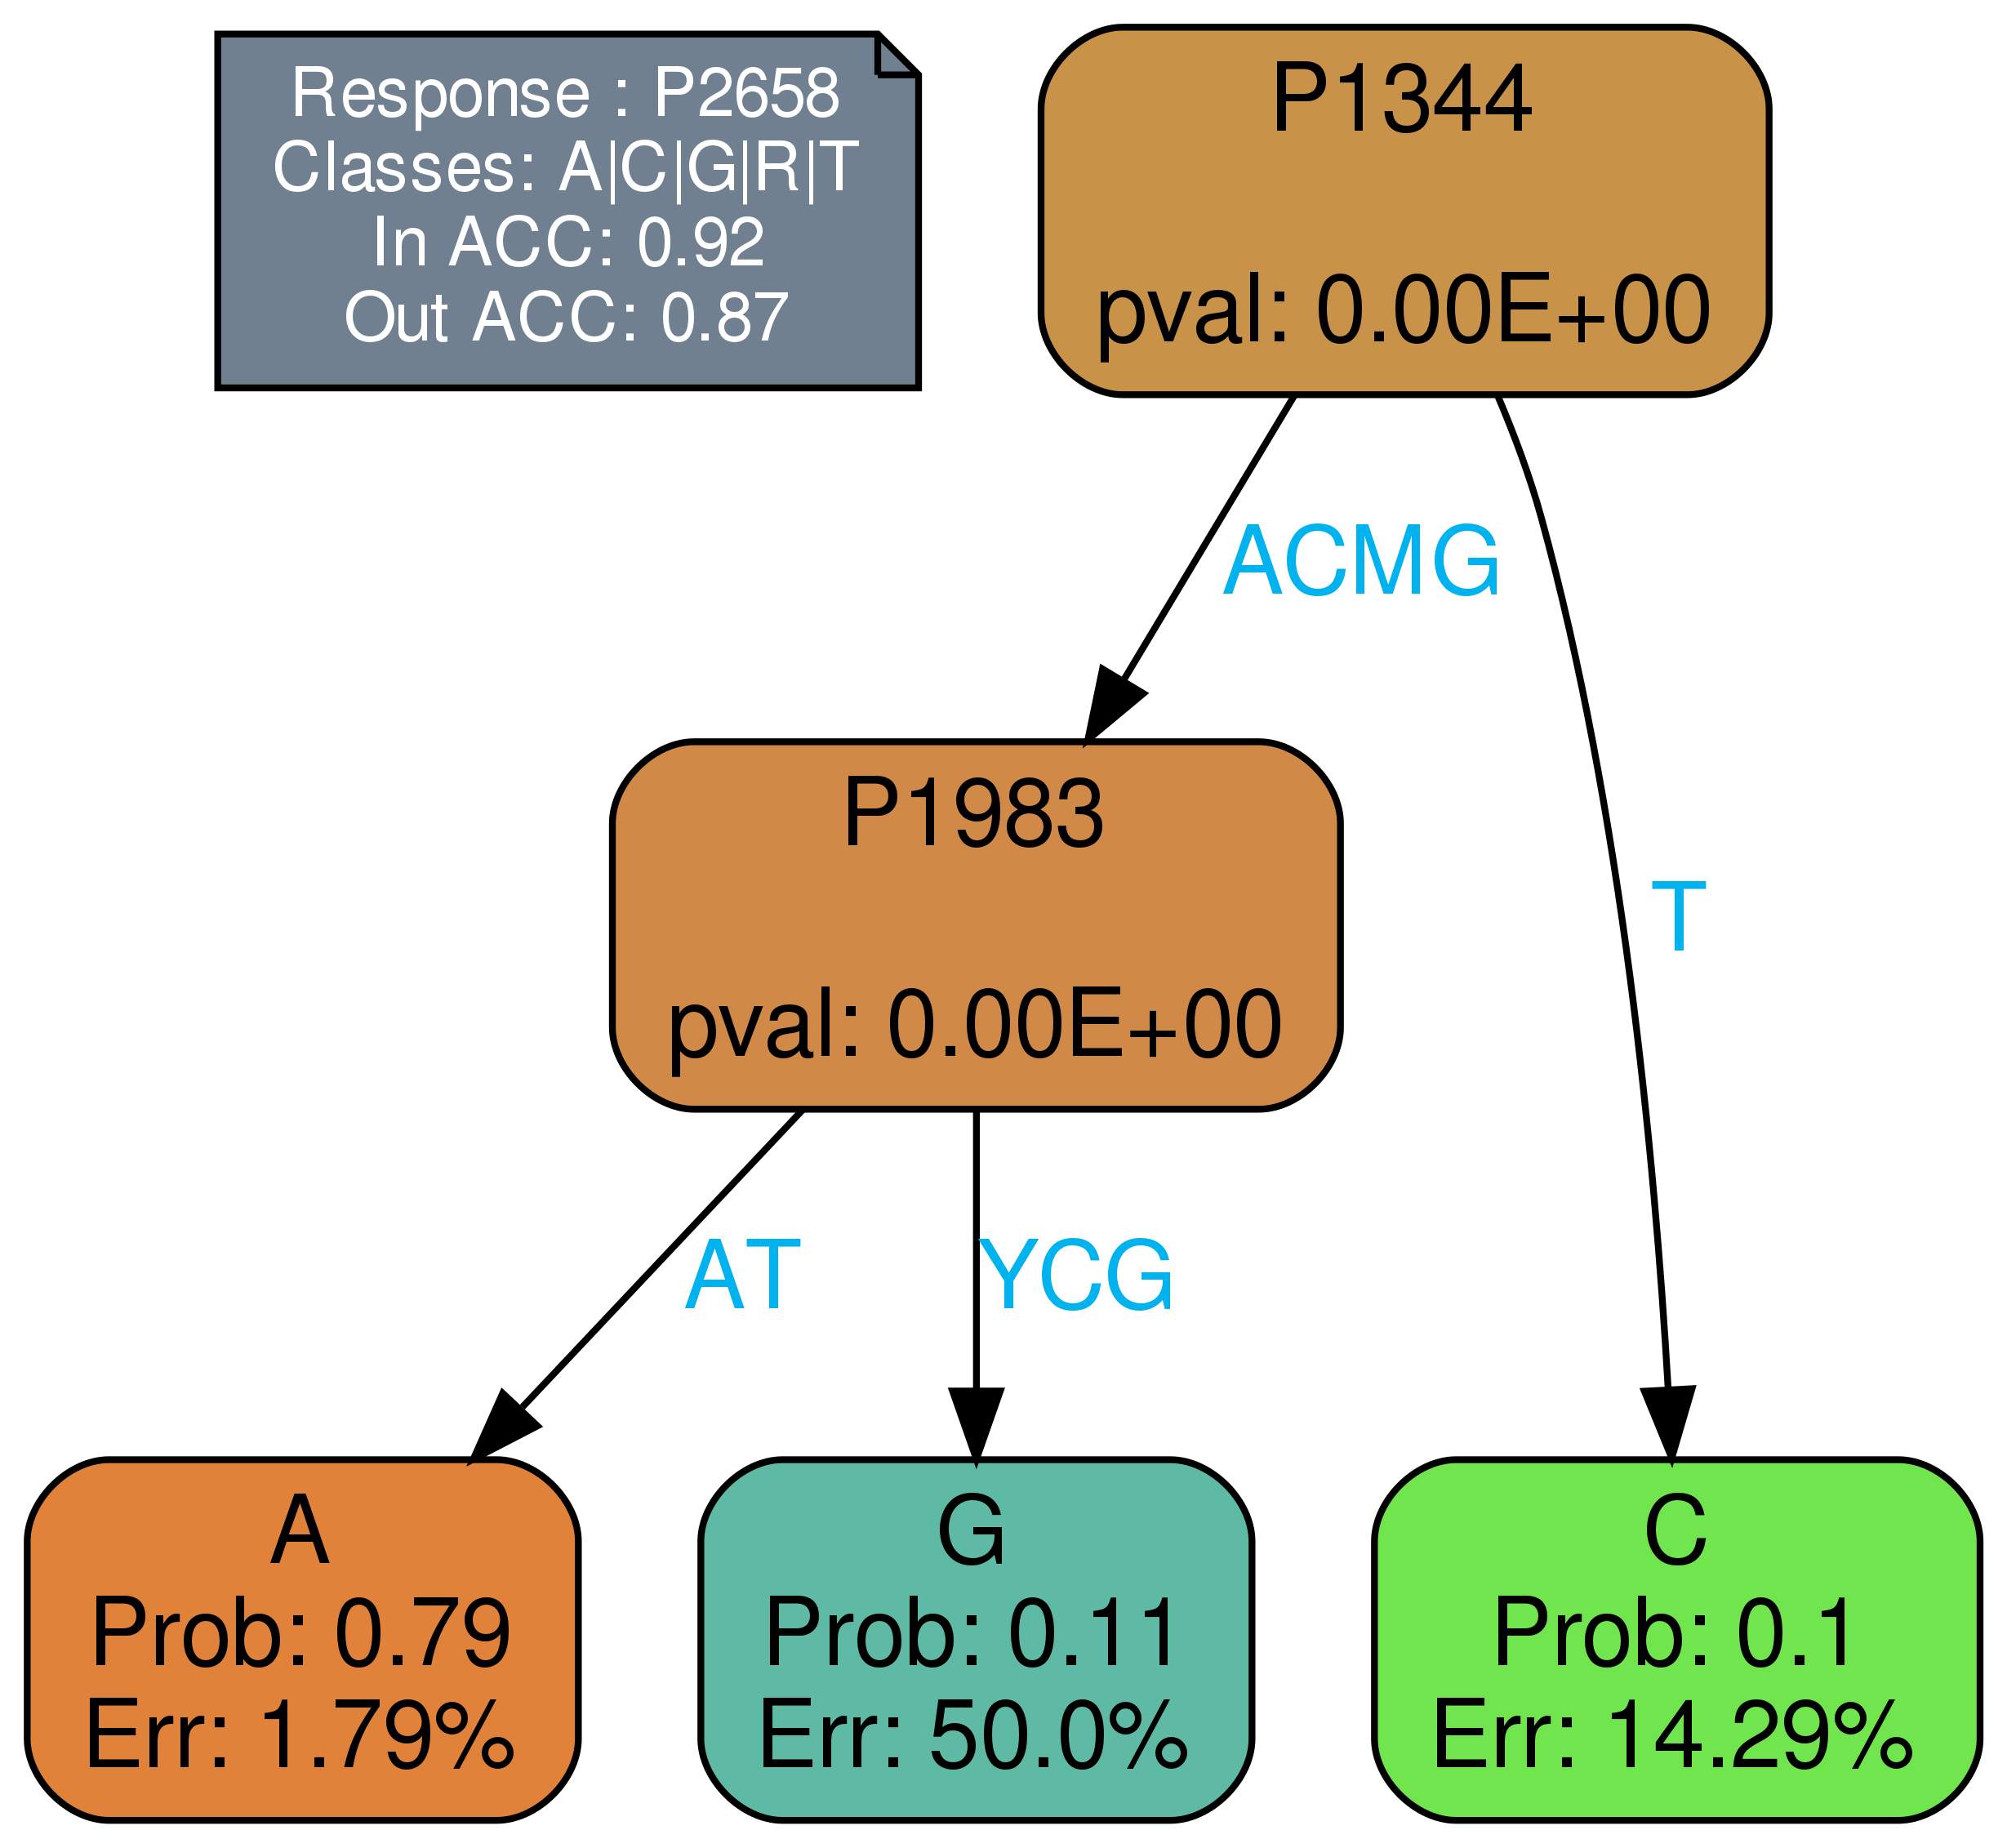 Response : P2658
Classes: A|C|G|R|T
In ACC: 0.92
Out ACC: 0.87
P1344
pval: 0.00E+00
ACMG
T
P1983
pval: 0.00E+00
AT
YCG
A
Prob: 0.79
Err: 1.79%
G
Prob: 0.11
Err: 50.0%
C
Prob: 0.1
Err: 14.29%